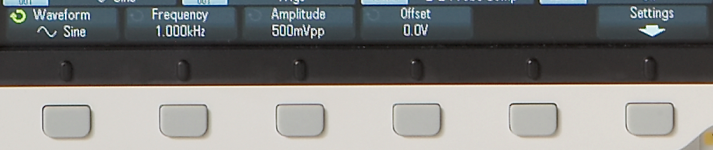 Waveform
Sine
Frequency
1.000kHz
Amplitude
500mVpp
Offset
0.0V
Settings